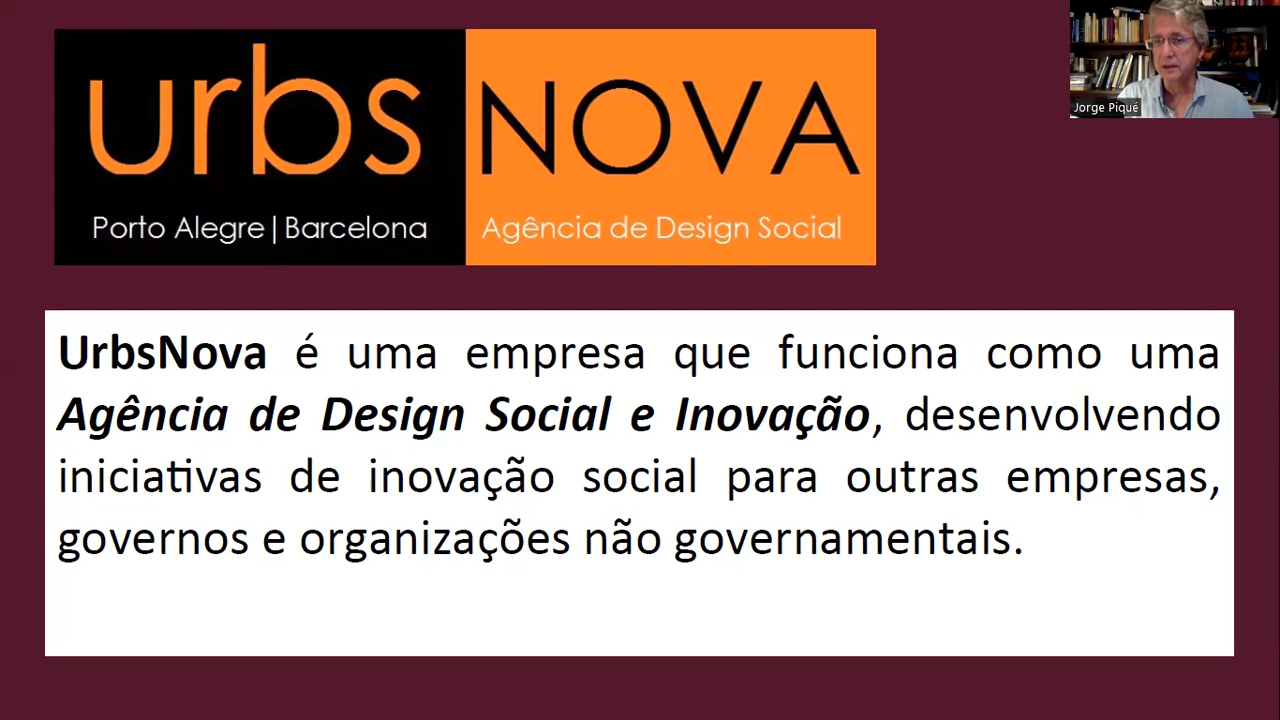 urbs NOVA
Porto Alegre|Barcelona Agência de Design Social
Jorge Piqué
UrbsNova é uma empresa que funciona como uma
Agência de Design Social e Inovação, desenvolvendo
iniciativas de inovação social para outras empresas,
governos e organizações não governamentais.